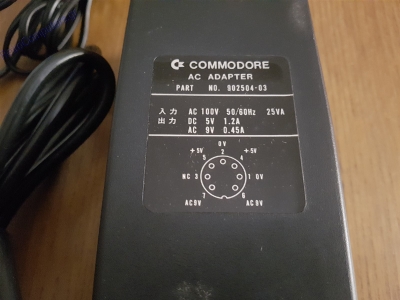 COMMODORE
AC ADAPTER
PART NO. 902504-03
入力 AC 100V 50/60Hz 25VA
出力 DC 5V 1.2A
AC 9V 0.45A
0V
+5V 2 +5V
5 4
NC 3 1 0V
7 6
AC9V AC9V